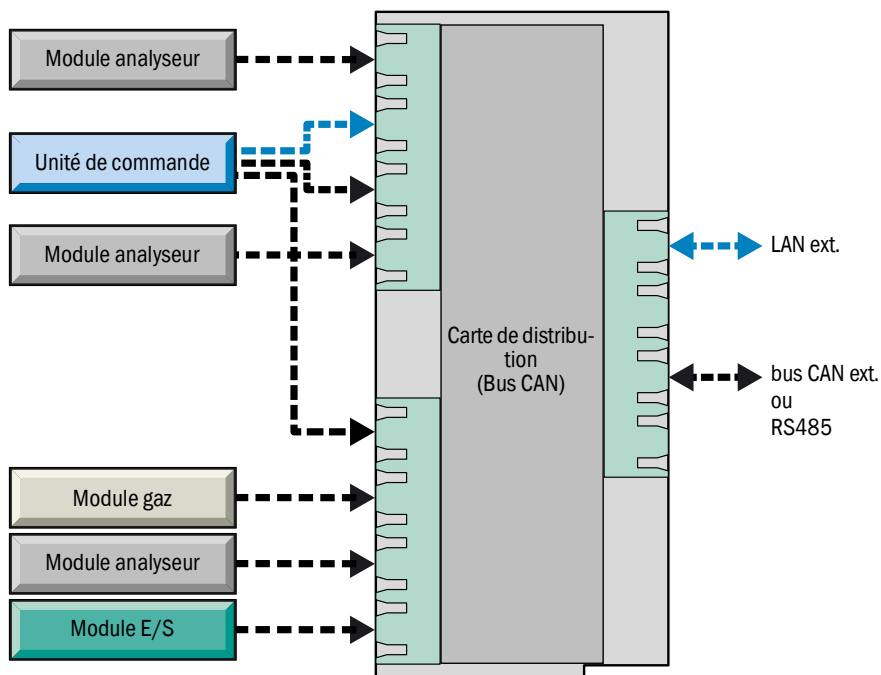 Module analyseur
Unité de commande
Module analyseur
Carte de distribu-
tion
(Bus CAN)
LAN ext.
bus CAN ext.
ou
RS485
Module gaz
Module analyseur
Module E/S